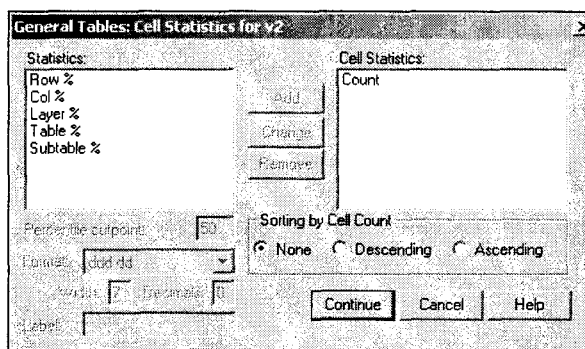 General Tables: Cell Statistics for v2
Statistics:
Row %
Col %
Layer %
Table %
Subtable %
Add
Change
Remove
Cell Statistics:
Count
Percentile cutpoint: 50
Format: ddd.dd
Width: 7 Decimals: 0
Label:
Sorting by Cell Count
None Descending Ascending
Continue Cancel Help